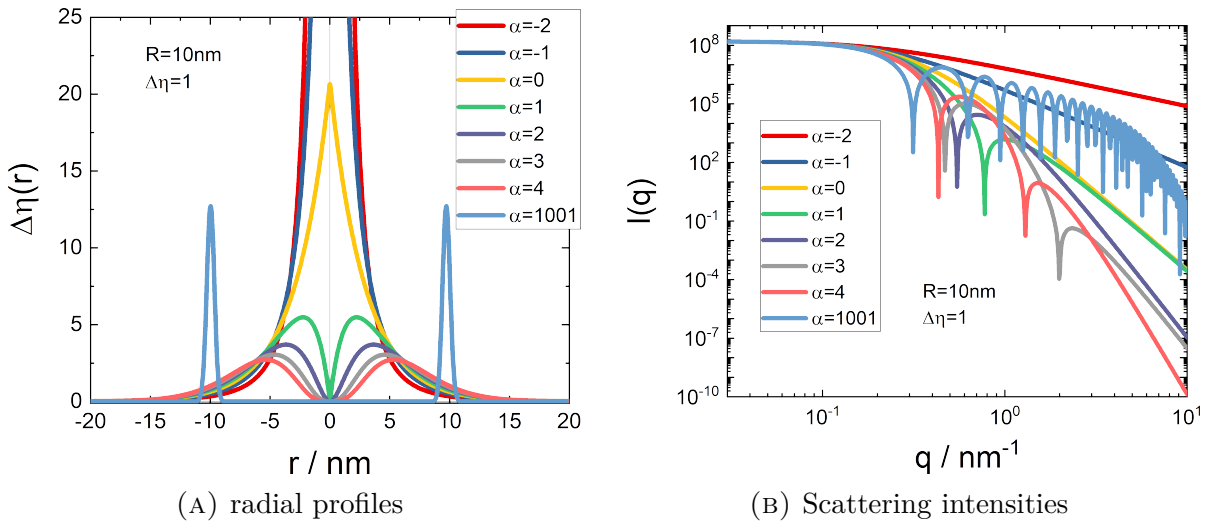 25
20
15
10
5
0
Δη(r)
R=10nm
Δη=1
α=-2
α=-1
α=0
α=1
α=2
α=3
α=4
α=1001
-20 -15 -10 -5 0 5 10 15 20
r / nm
(A) radial profiles
10^8
10^5
10^2
10^-1
10^-4
10^-7
10^-10
I(q)
α=-2
α=-1
α=0
α=1
α=2
α=3
α=4
α=1001
R=10nm
Δη=1
10^-1 10^0 10^1
q / nm^-1
(B) Scattering intensities